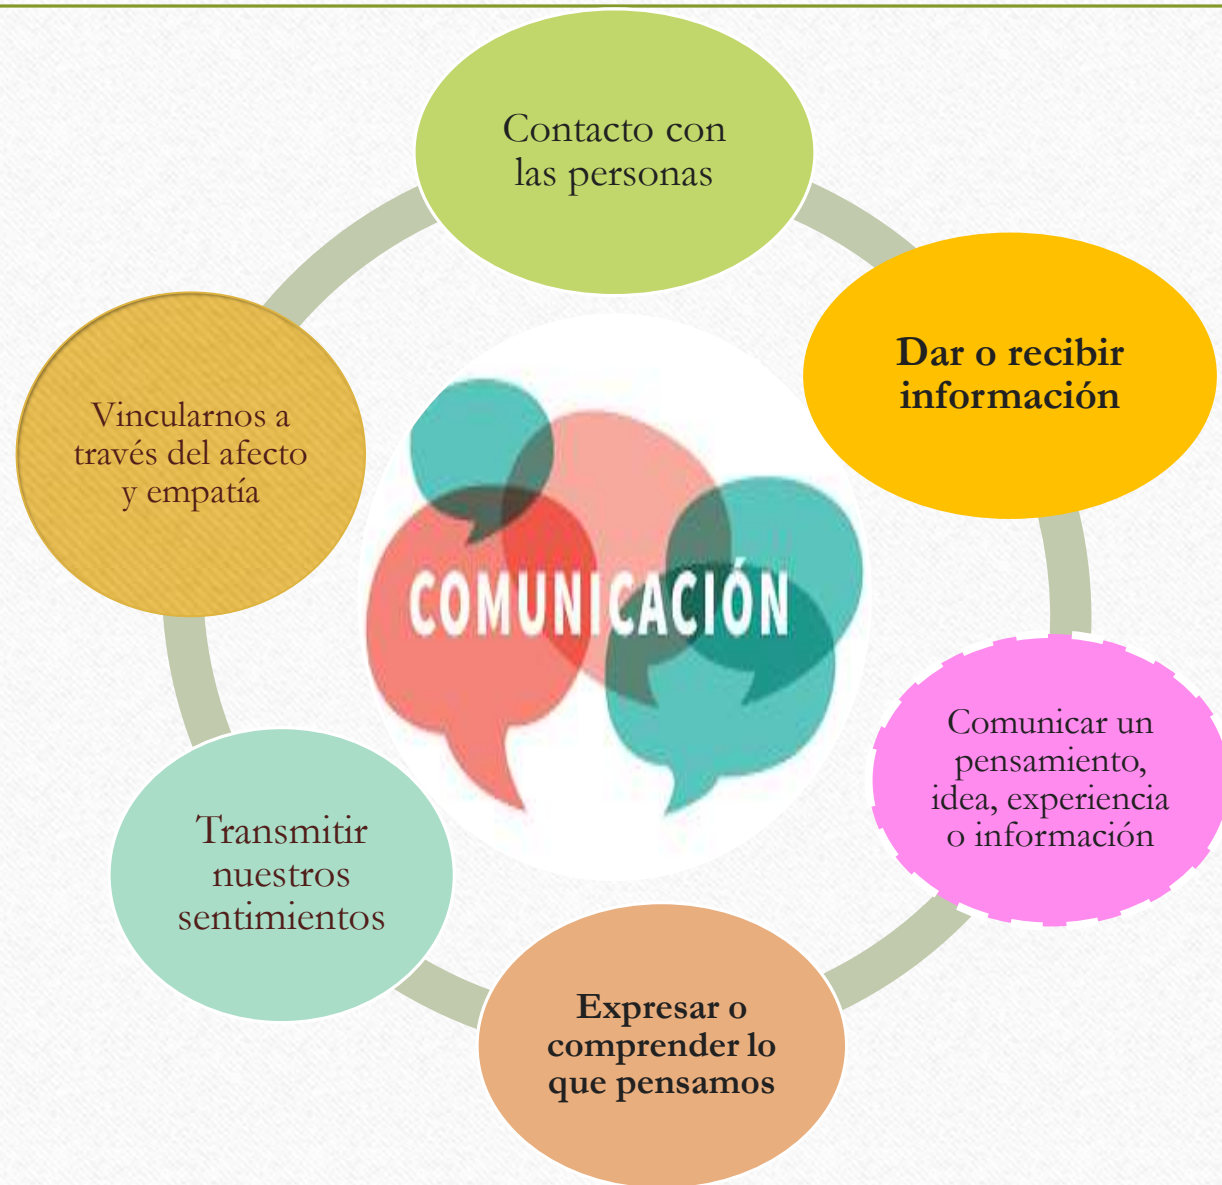 Contacto con
las personas
Dar o recibir
información
Comunicar un
pensamiento,
idea, experiencia
o información
Expresar o
comprender lo
que pensamos
Transmitir
nuestros
sentimientos
Vincularnos a
través del afecto
y empatía
COMUNICACIÓN